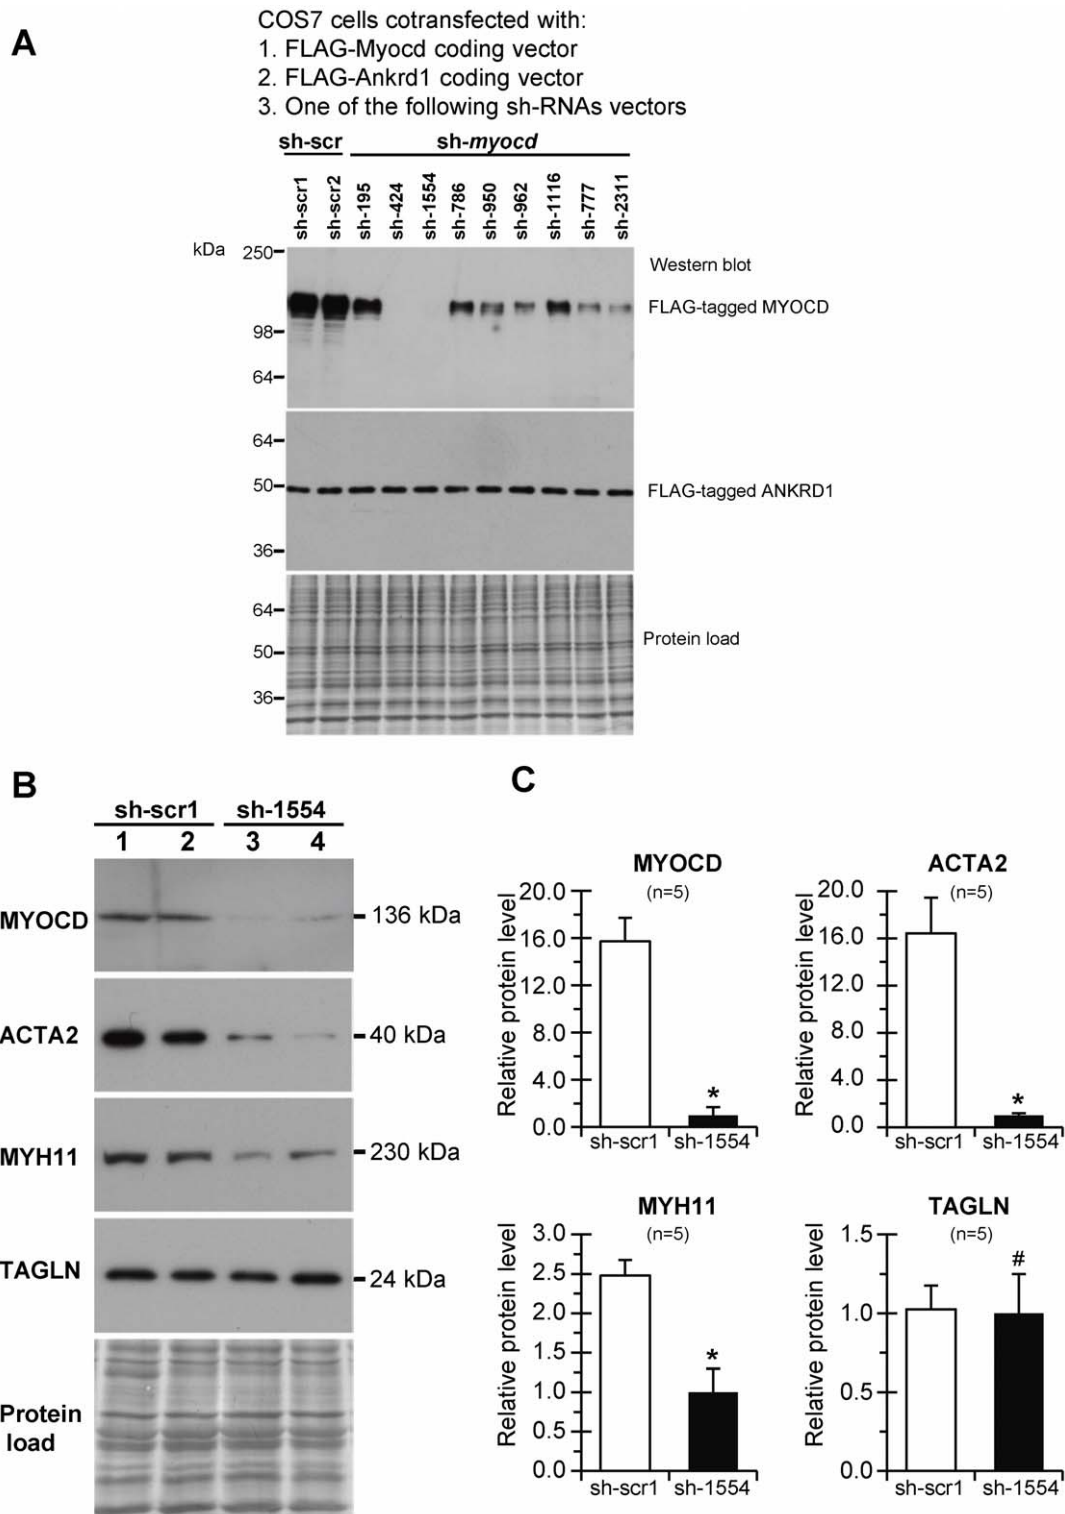 A
COS7 cells cotransfected with:
1. FLAG-Myocd coding vector
2. FLAG-Ankrd1 coding vector
3. One of the following sh-RNAs vectors
sh-scr sh-myocd
sh-scr1 sh-scr2 sh-195 sh-424 sh-1554 sh-786 sh-950 sh-962 sh-1116 sh-777 sh-2311
kDa
250
98
64
Western blot
FLAG-tagged MYOCD
64
50
36
FLAG-tagged ANKRD1
64
50
36
Protein load
B
sh-scr1 sh-1554
1 2 3 4
MYOCD 136 kDa
ACTA2 40 kDa
MYH11 230 kDa
TAGLN 24 kDa
Protein
load
C
MYOCD
(n=5)
Relative protein level
20.0
16.0
12.0
8.0
4.0
0.0
*
sh-scr1 sh-1554
ACTA2
(n=5)
Relative protein level
20.0
16.0
12.0
8.0
4.0
0.0
*
sh-scr1 sh-1554
MYH11
(n=5)
Relative protein level
3.0
2.5
2.0
1.5
1.0
0.5
0.0
*
sh-scr1 sh-1554
TAGLN
(n=5)
Relative protein level
1.5
1.0
0.5
0.0
#
sh-scr1 sh-1554